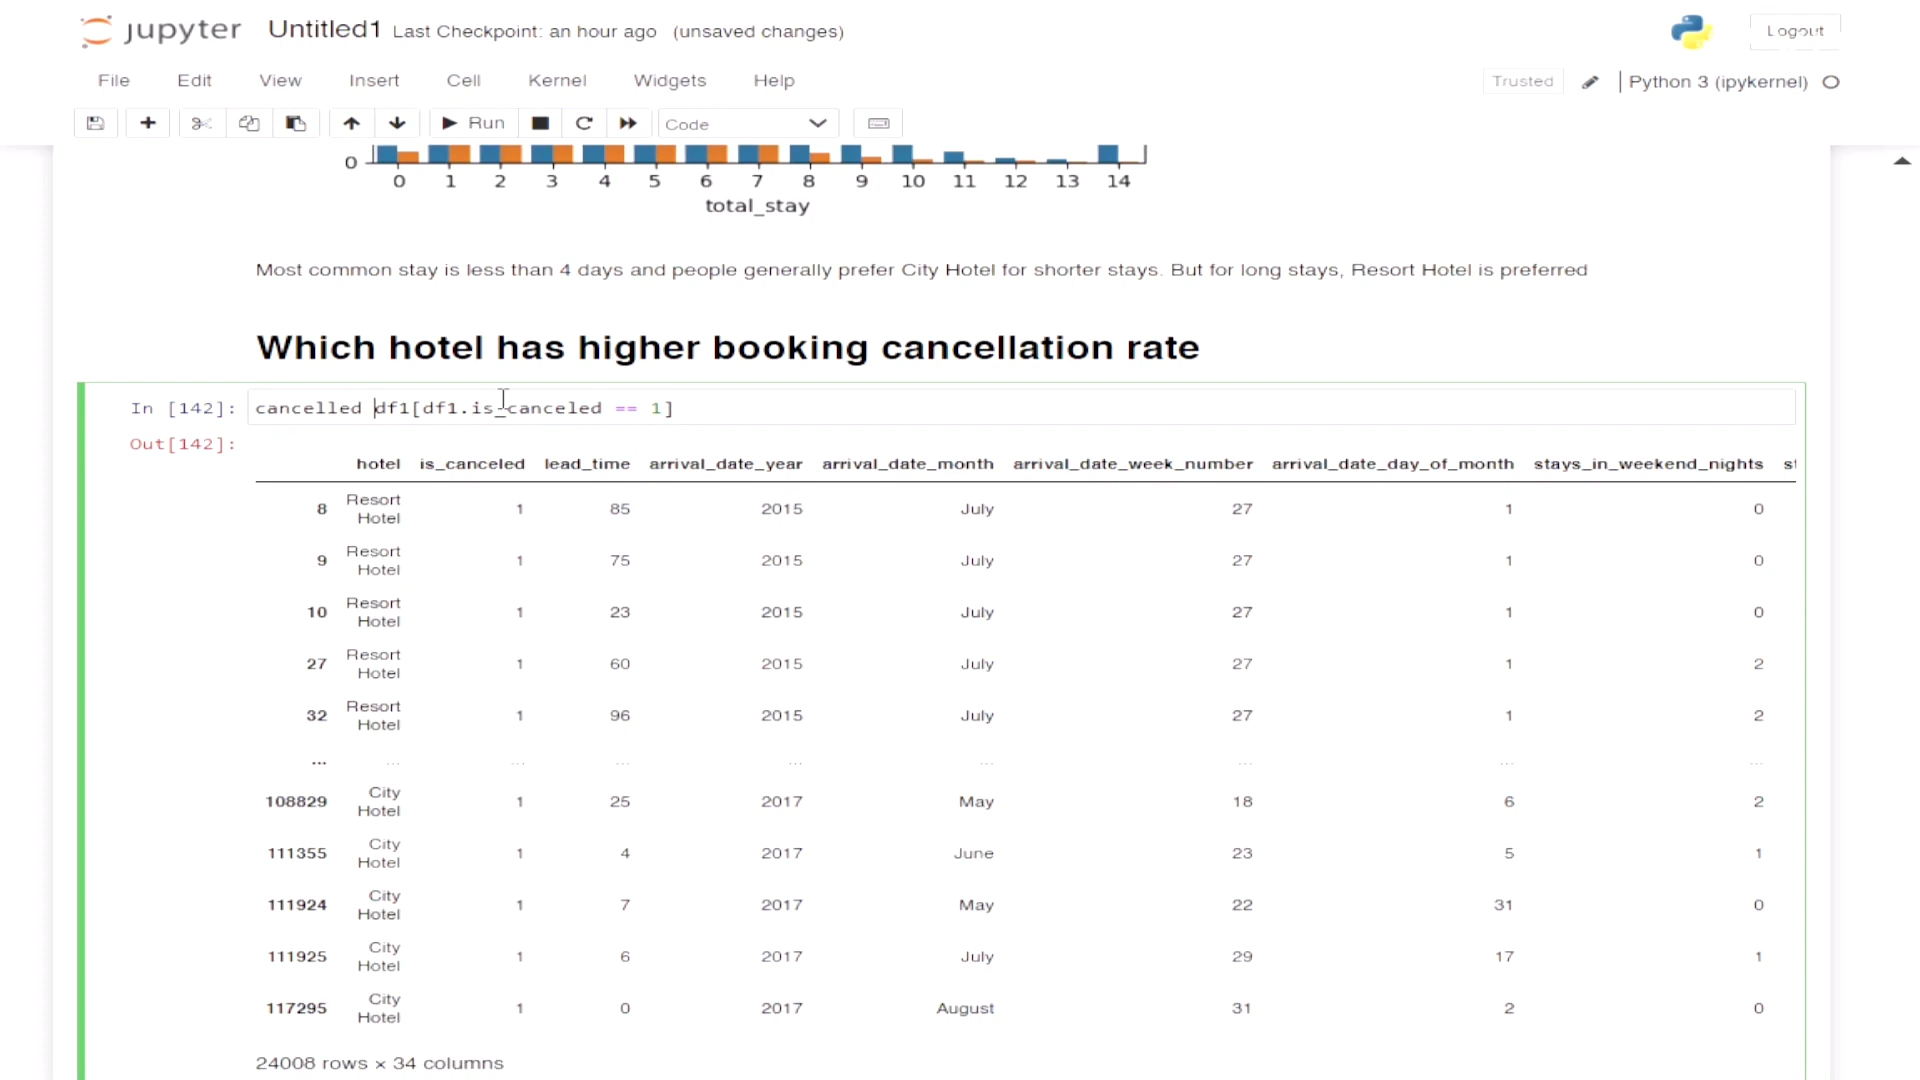 jupyter Untitled1 Last Checkpoint: an hour ago (unsaved changes) Logout
File Edit View Insert Cell Kernel Widgets Help Trusted Python 3 (ipykernel)
Run Code
0
0 1 2 3 4 5 6 7 8 9 10 11 12 13 14
total_stay
Most common stay is less than 4 days and people generally prefer City Hotel for shorter stays. But for long stays, Resort Hotel is preferred
Which hotel has higher booking cancellation rate
In [142]: cancelled df1[df1.is_canceled == 1]
Out[142]:
hotel is_canceled lead_time arrival_date_year arrival_date_month arrival_date_week_number arrival_date_day_of_month stays_in_weekend_nights st
8 Resort Hotel 1 85 2015 July 27 1 0
9 Resort Hotel 1 75 2015 July 27 1 0
10 Resort Hotel 1 23 2015 July 27 1 0
27 Resort Hotel 1 60 2015 July 27 1 2
32 Resort Hotel 1 96 2015 July 27 1 2
... ... ... ... ... ... ... ... ...
108829 City Hotel 1 25 2017 May 18 6 2
111355 City Hotel 1 4 2017 June 23 5 1
111924 City Hotel 1 7 2017 May 22 31 0
111925 City Hotel 1 6 2017 July 29 17 1
117295 City Hotel 1 0 2017 August 31 2 0
24008 rows × 34 columns